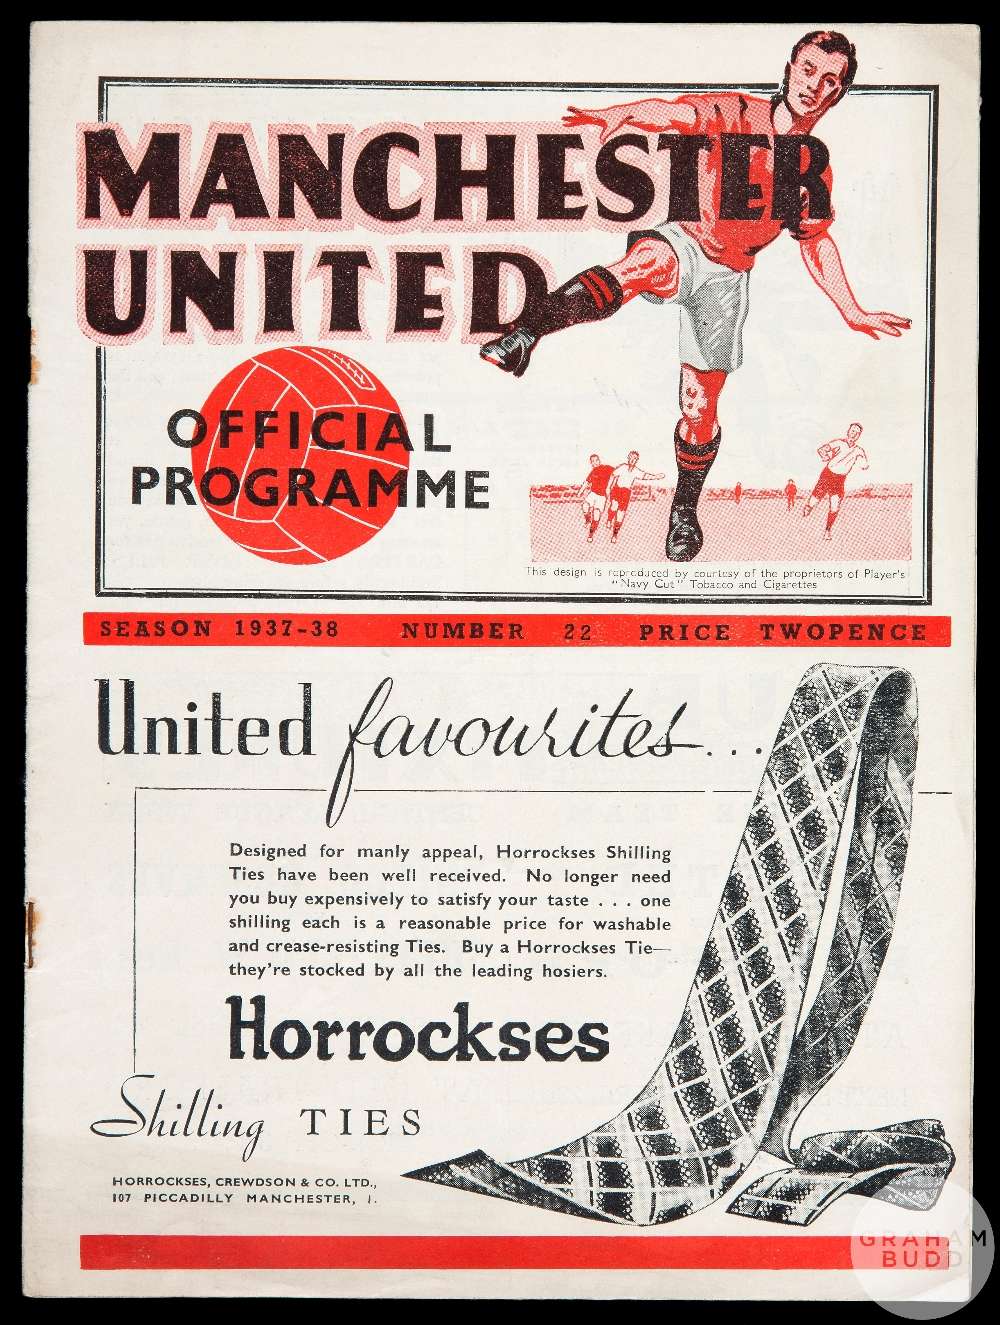 MANCHESTER
UNITED
OFFICIAL
PROGRAMME
This design is reproduced by courtesy of the proprietors of Player's
"Navy Cut" Tobacco and Cigarettes
SEASON 1937-38 NUMBER 22 PRICE TWOPENCE
United favourites...
Designed for manly appeal, Horrockses Shilling
Ties have been well received. No longer need
you buy expensively to satisfy your taste . . . one
shilling each is a reasonable price for washable
and crease-resisting Ties. Buy a Horrockses Tie—
they're stocked by all the leading hosiers.
Horrockses
Shilling TIES
HORROCKSES, CREWDSON & CO. LTD.,
107 PICCADILLY MANCHESTER, 1.
GRAHAM
BUDD